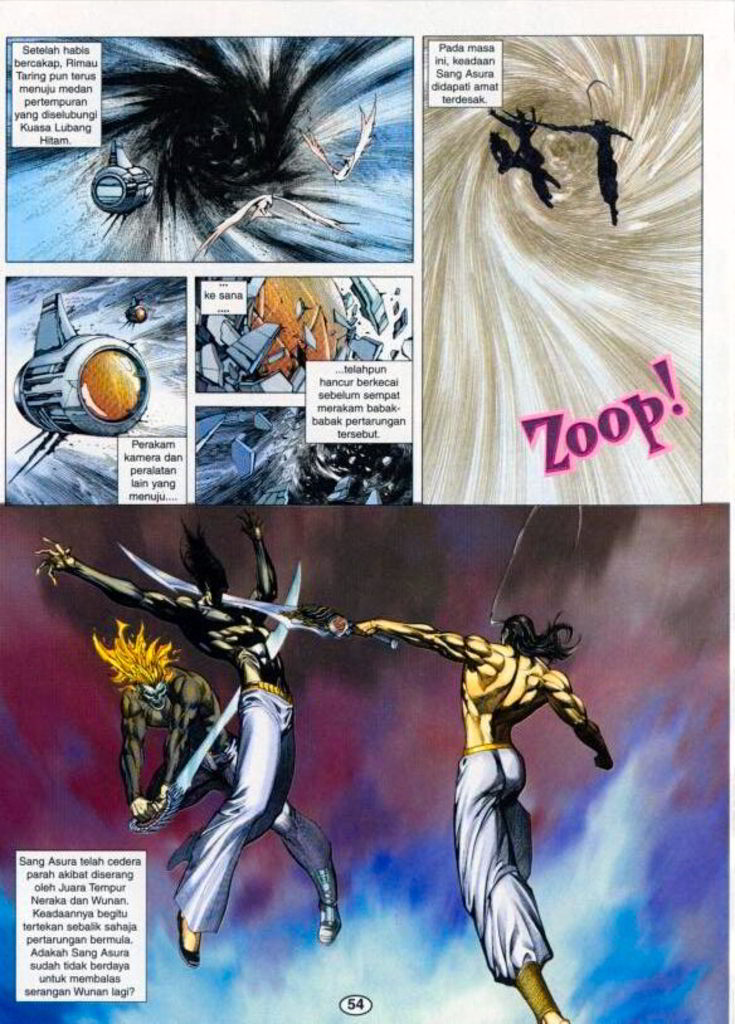 Setelah habis
bercakap, Rimau
Taring pun terus
menuju medan
pertempuran
yang diselubungi
Kuasa Lubang
Hitam.
Pada masa
ini, keadaan
Sang Asura
didapati amat
terdesak.
Zoop!
Perakam
kamera dan
peralatan
lain yang
menuju....
...
ke sana
....
...telahpun
hancur berkecai
sebelum sempat
merakam babak-
babak pertarungan
tersebut.
Sang Asura telah cedera
parah akibat diserang
oleh Juara Tempur
Neraka dan Wunan.
Keadaannya begitu
tertekan sebalik sahaja
pertarungan bermula.
Adakah Sang Asura
sudah tidak berdaya
untuk membalas
serangan Wunan lagi?
54